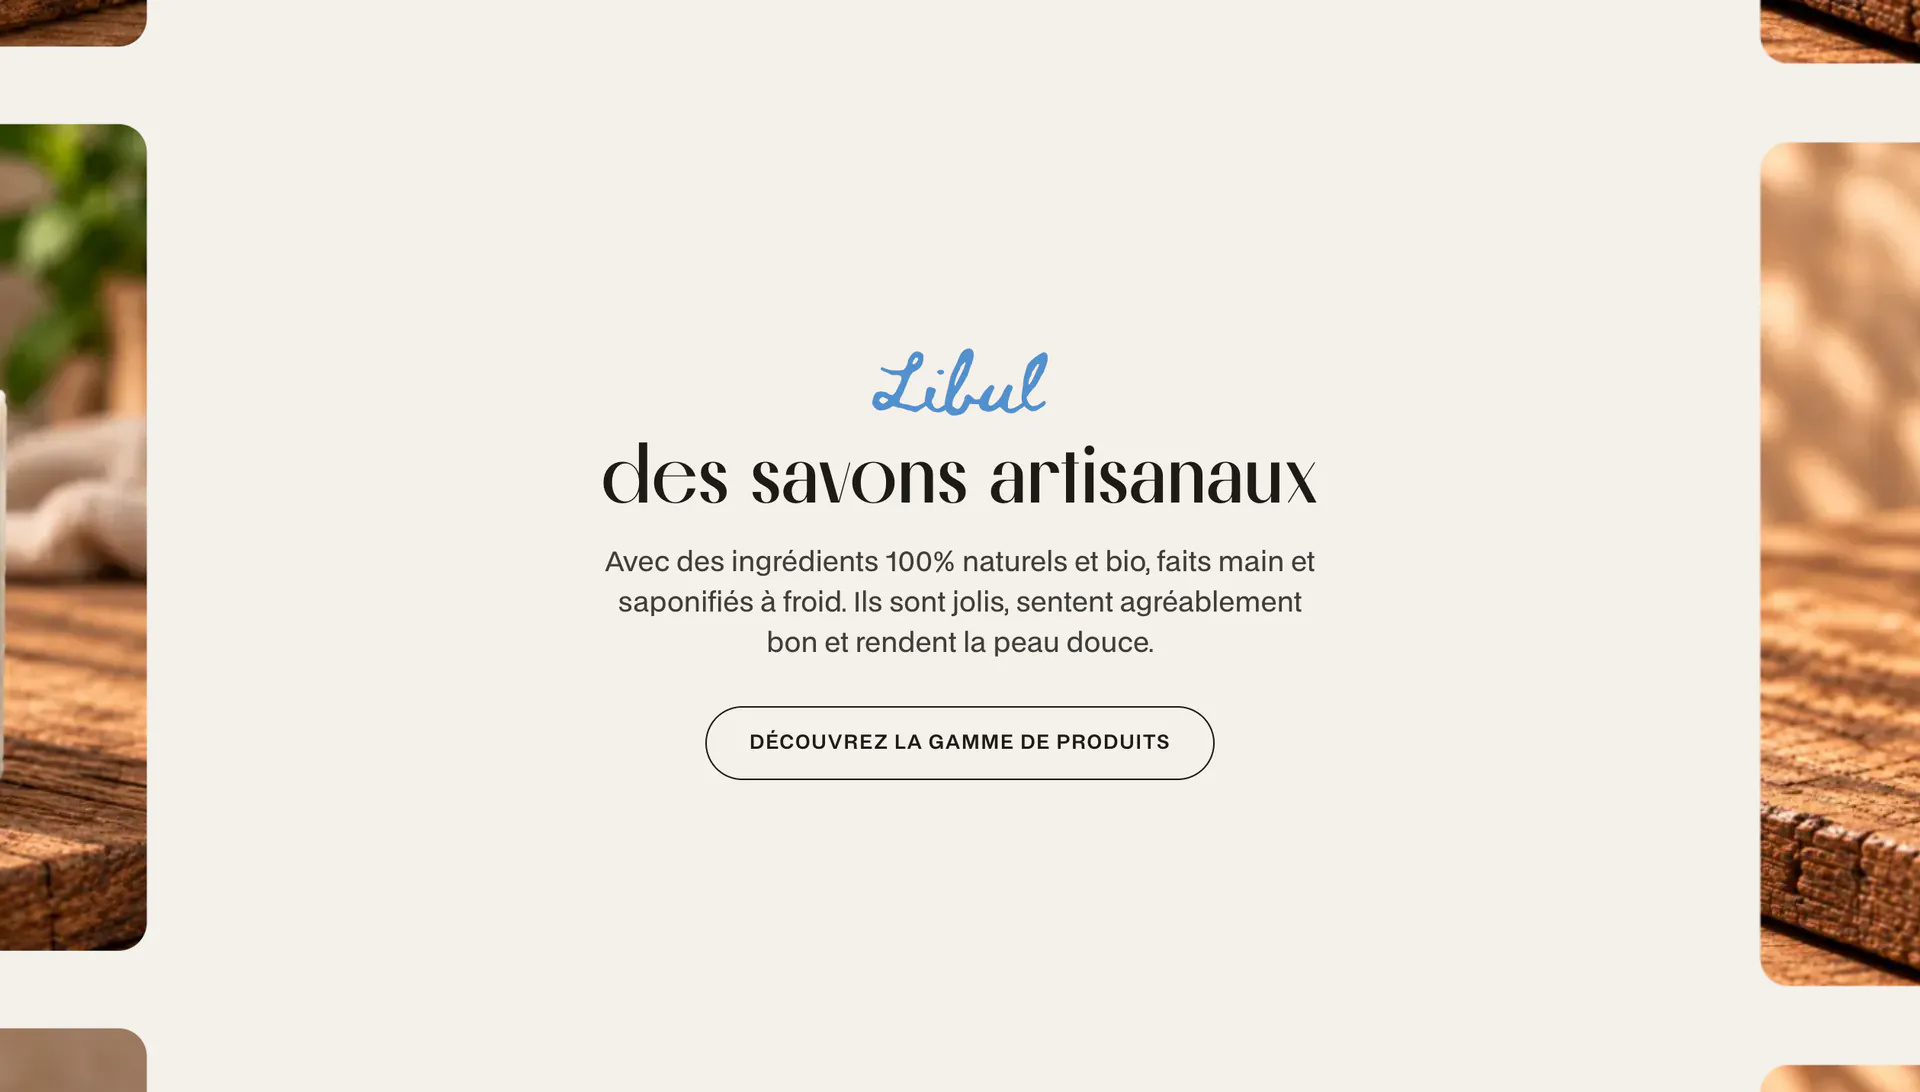 Libul
des savons artisanaux
Avec des ingrédients 100% naturels et bio, faits main et
saponifiés à froid. Ils sont jolis, sentent agréablement
bon et rendent la peau douce.
DÉCOUVREZ LA GAMME DE PRODUITS